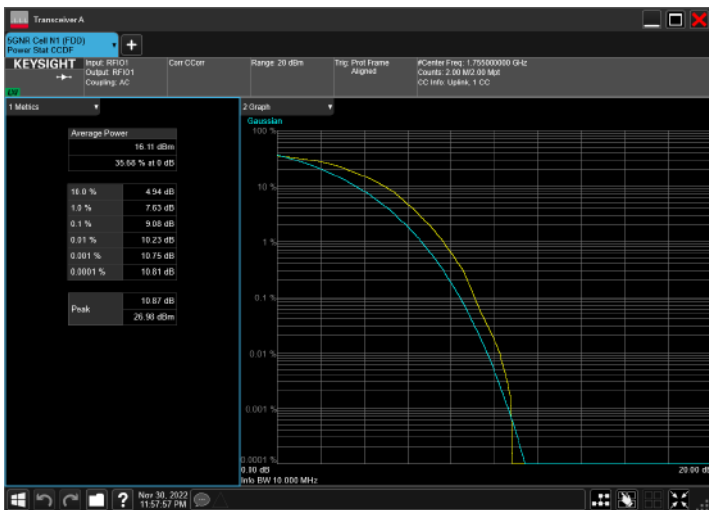 Transceiver A
5GNR Cell N1 (FDD)
Power Stat CCDF
KEYSIGHT
Input: RFIO1
Output: RFIO1
Coupling: AC
Corr CCorr
Range: 20 dBm
Trig: Prot Frame
Aligned
#Center Freq: 1.755000000 GHz
Counts: 2.00 M/2.00 Mpt
CC Info: Uplink, 1 CC
1 Metrics
Average Power
16.11 dBm
35.68 % at 0 dB
10.0 % 4.94 dB
1.0 % 7.63 dB
0.1 % 9.08 dB
0.01 % 10.23 dB
0.001 % 10.75 dB
0.0001 % 10.81 dB
Peak
10.87 dB
26.98 dBm
2 Graph
Gaussian
100 %
10 %
1 %
0.1 %
0.01 %
0.001 %
0.0001 %
0.00 dB
20.00 dB
Info BW 10.000 MHz
Nov 30, 2022
11:57:57 PM